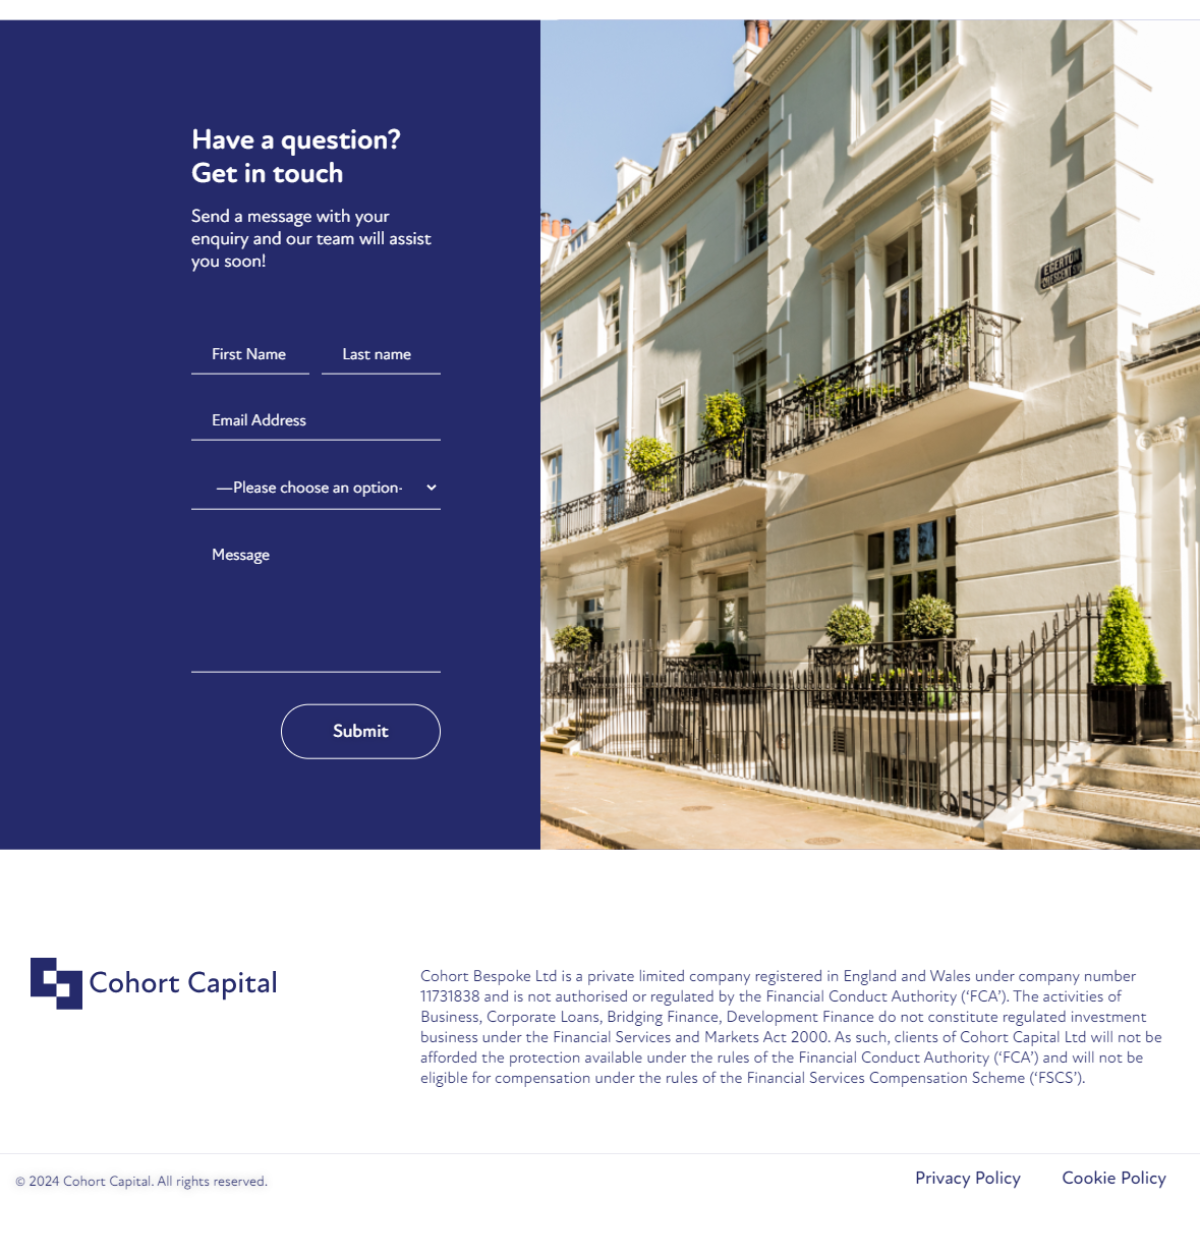 Have a question?
Get in touch
Send a message with your
enquiry and our team will assist
you soon!
First Name
Last name
Email Address
—Please choose an option-
Message
Submit
EGERTON
CRESCENT
Cohort Capital
Cohort Bespoke Ltd is a private limited company registered in England and Wales under company number
11731838 and is not authorised or regulated by the Financial Conduct Authority (‘FCA’). The activities of
Business, Corporate Loans, Bridging Finance, Development Finance do not constitute regulated investment
business under the Financial Services and Markets Act 2000. As such, clients of Cohort Capital Ltd will not be
afforded the protection available under the rules of the Financial Conduct Authority (‘FCA’) and will not be
eligible for compensation under the rules of the Financial Services Compensation Scheme (‘FSCS’).
© 2024 Cohort Capital. All rights reserved.
Privacy Policy
Cookie Policy